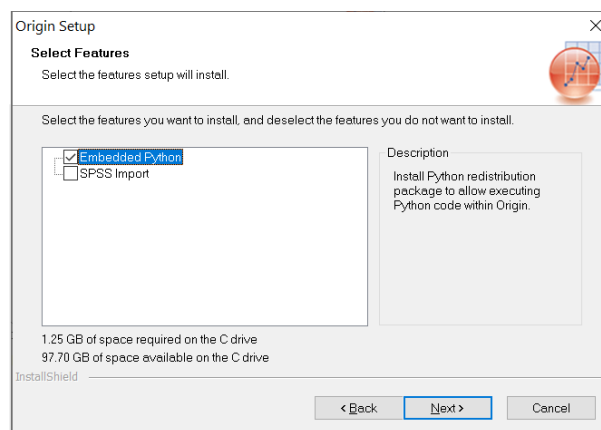 Origin Setup
Select Features
Select the features setup will install.
Select the features you want to install, and deselect the features you do not want to install.
Embedded Python
SPSS Import
Description
Install Python redistribution
package to allow executing
Python code within Origin.
1.25 GB of space required on the C drive
97.70 GB of space available on the C drive
InstallShield
< Back
Next >
Cancel